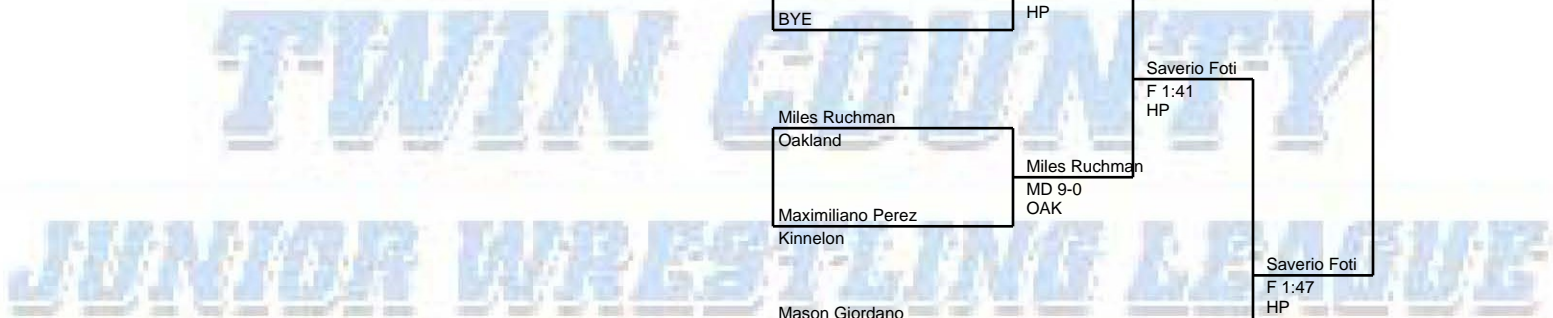 TWIN COUNTY
JUNIOR WRESTLING LEAGUE
BYE
HP
Saverio Foti
F 1:41
HP
Miles Ruchman
Oakland
Miles Ruchman
MD 9-0
OAK
Maximiliano Perez
Kinnelon
Saverio Foti
F 1:47
HP
Mason Giordano